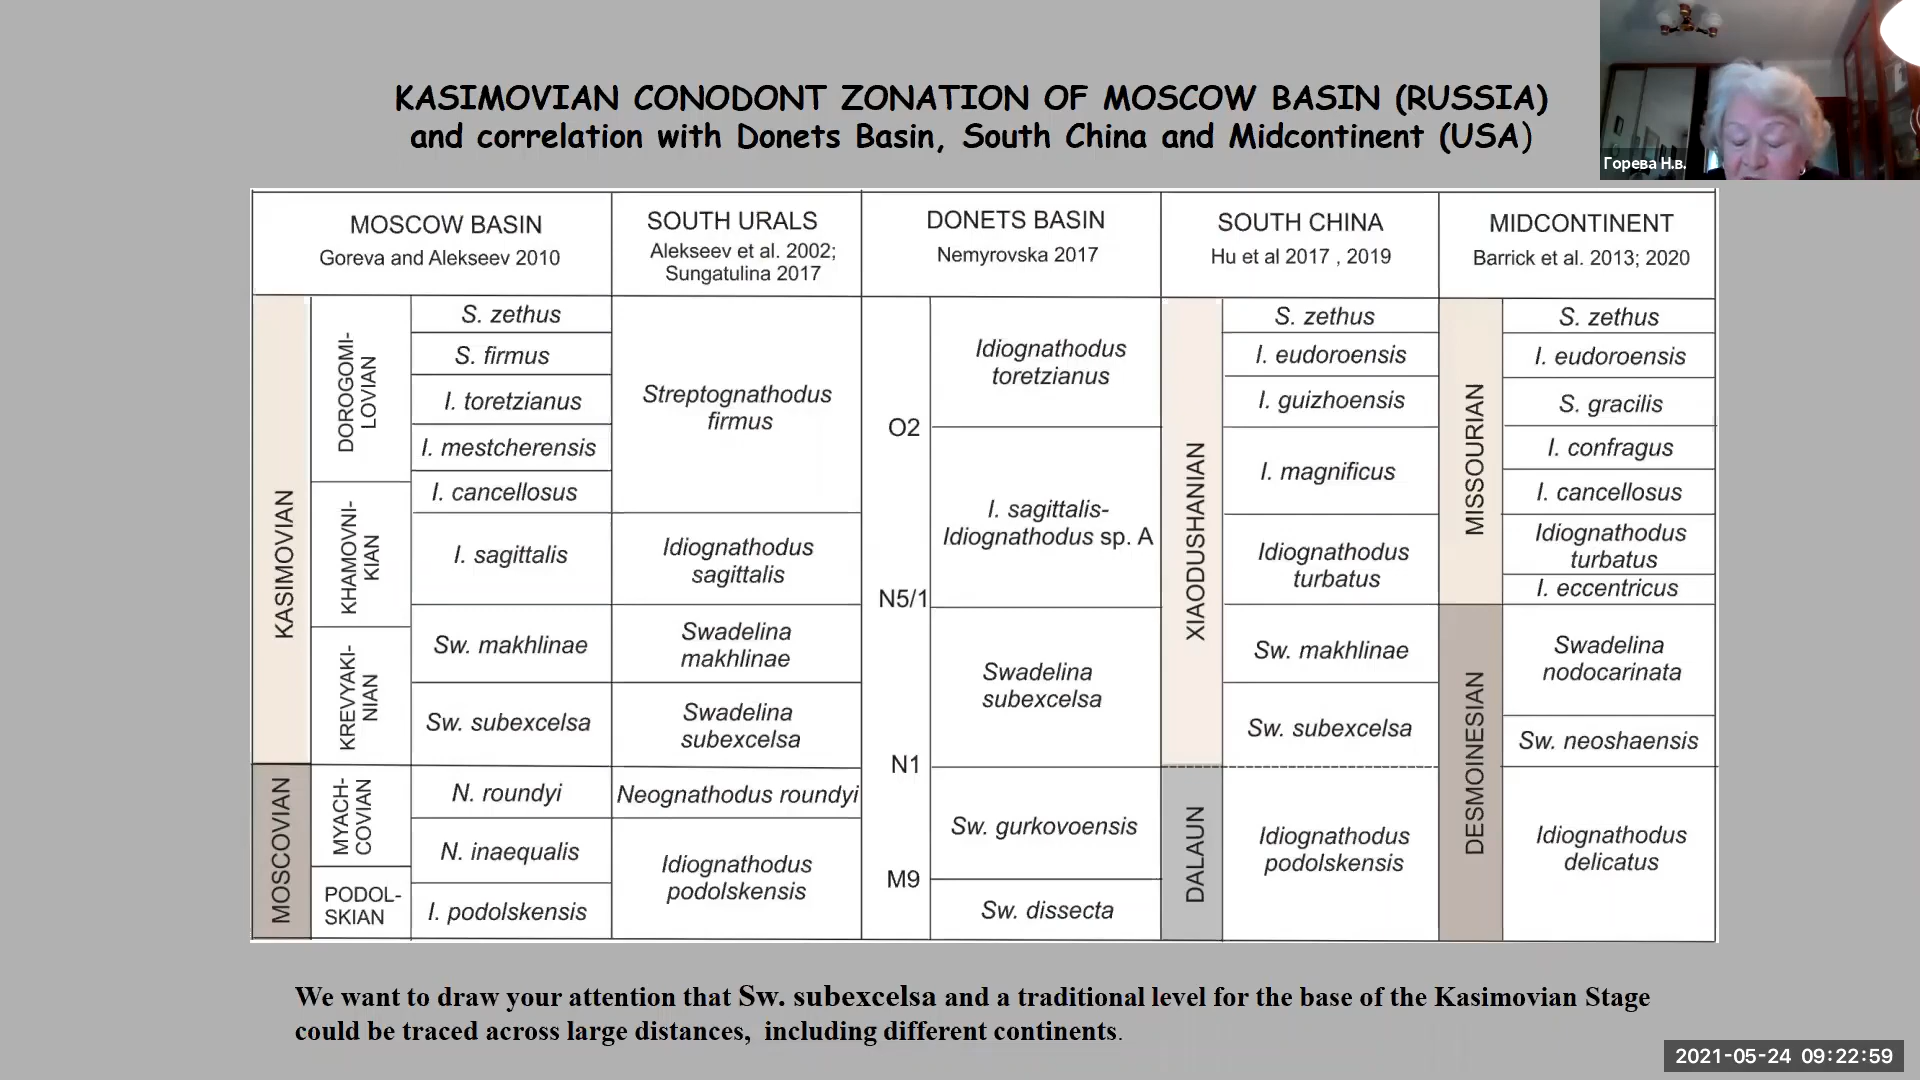 KASIMOVIAN CONODONT ZONATION OF MOSCOW BASIN (RUSSIA)
and correlation with Donets Basin, South China and Midcontinent (USA)
Горева Н.в.
MOSCOW BASIN
Goreva and Alekseev 2010
SOUTH URALS
Alekseev et al. 2002;
Sungatulina 2017
DONETS BASIN
Nemyrovska 2017
SOUTH CHINA
Hu et al 2017 , 2019
MIDCONTINENT
Barrick et al. 2013; 2020
KASIMOVIAN
MOSCOVIAN
DOROGOMI-
LOVIAN
KHAMOVNI-
KIAN
KREVYAKI-
NIAN
MYACH-
COVIAN
PODOL-
SKIAN
S. zethus
S. firmus
I. toretzianus
I. mestcherensis
I. cancellosus
I. sagittalis
Sw. makhlinae
Sw. subexcelsa
N. roundyi
N. inaequalis
I. podolskensis
Streptognathodus
firmus
Idiognathodus
sagittalis
Swadelina
makhlinae
Swadelina
subexcelsa
Neognathodus roundyi
Idiognathodus
podolskensis
O2
N5/1
N1
M9
Idiognathodus
toretzianus
I. sagittalis-
Idiognathodus sp. A
Swadelina
subexcelsa
Sw. gurkovoensis
Sw. dissecta
XIAODUSHANIAN
DALAUN
S. zethus
I. eudoroensis
I. guizhoensis
I. magnificus
Idiognathodus
turbatus
Sw. makhlinae
Sw. subexcelsa
Idiognathodus
podolskensis
MISSOURIAN
DESMOINESIAN
S. zethus
I. eudoroensis
S. gracilis
I. confragus
I. cancellosus
Idiognathodus
turbatus
I. eccentricus
Swadelina
nodocarinata
Sw. neoshaensis
Idiognathodus
delicatus
We want to draw your attention that Sw. subexcelsa and a traditional level for the base of the Kasimovian Stage
could be traced across large distances, including different continents.
2021-05-24 09:22:59